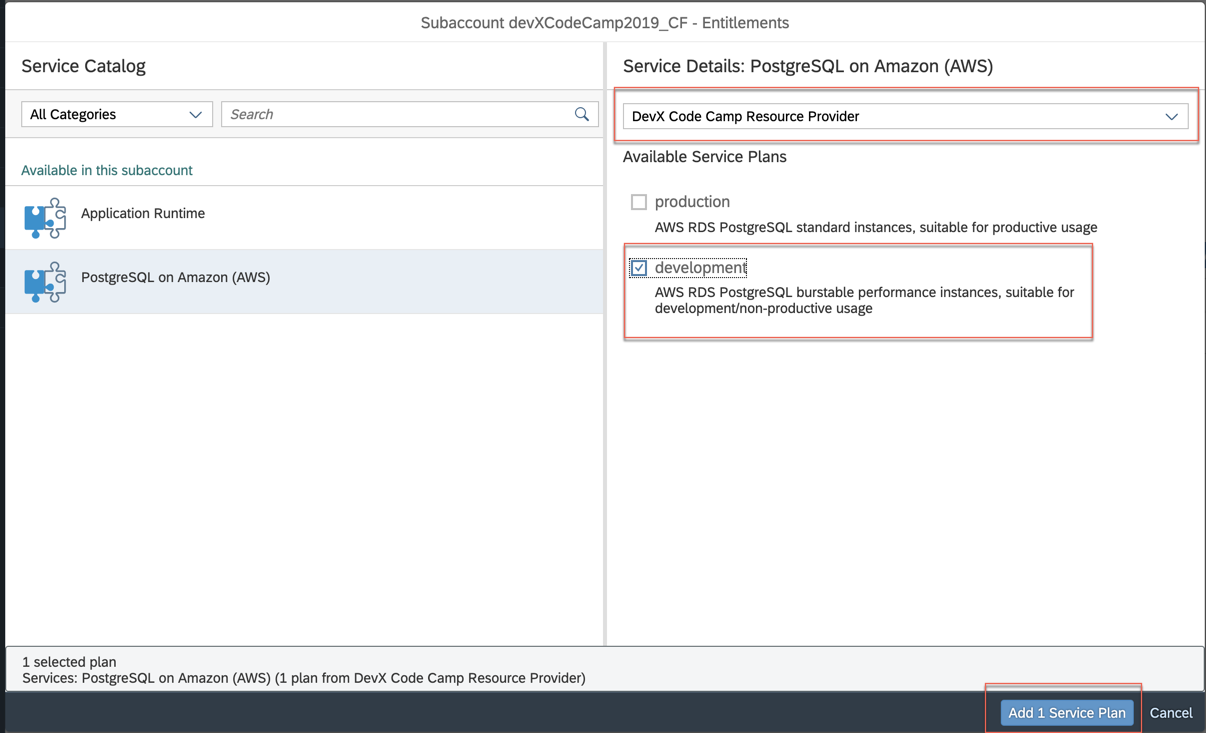 Subaccount devXCodeCamp2019_CF - Entitlements
Service Catalog
All Categories
Search
Available in this subaccount
Application Runtime
PostgreSQL on Amazon (AWS)
Service Details: PostgreSQL on Amazon (AWS)
DevX Code Camp Resource Provider
Available Service Plans
production
AWS RDS PostgreSQL standard instances, suitable for productive usage
development
AWS RDS PostgreSQL burstable performance instances, suitable for
development/non-productive usage
1 selected plan
Services: PostgreSQL on Amazon (AWS) (1 plan from DevX Code Camp Resource Provider)
Add 1 Service Plan
Cancel